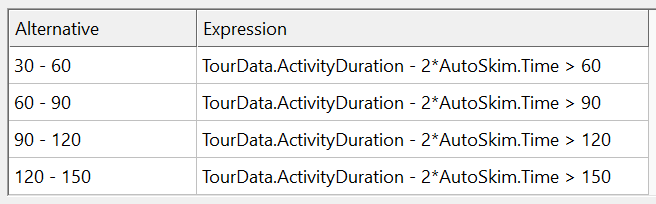 Alternative Expression
30 - 60 TourData.ActivityDuration - 2*AutoSkim.Time > 60
60 - 90 TourData.ActivityDuration - 2*AutoSkim.Time > 90
90 - 120 TourData.ActivityDuration - 2*AutoSkim.Time > 120
120 - 150 TourData.ActivityDuration - 2*AutoSkim.Time > 150